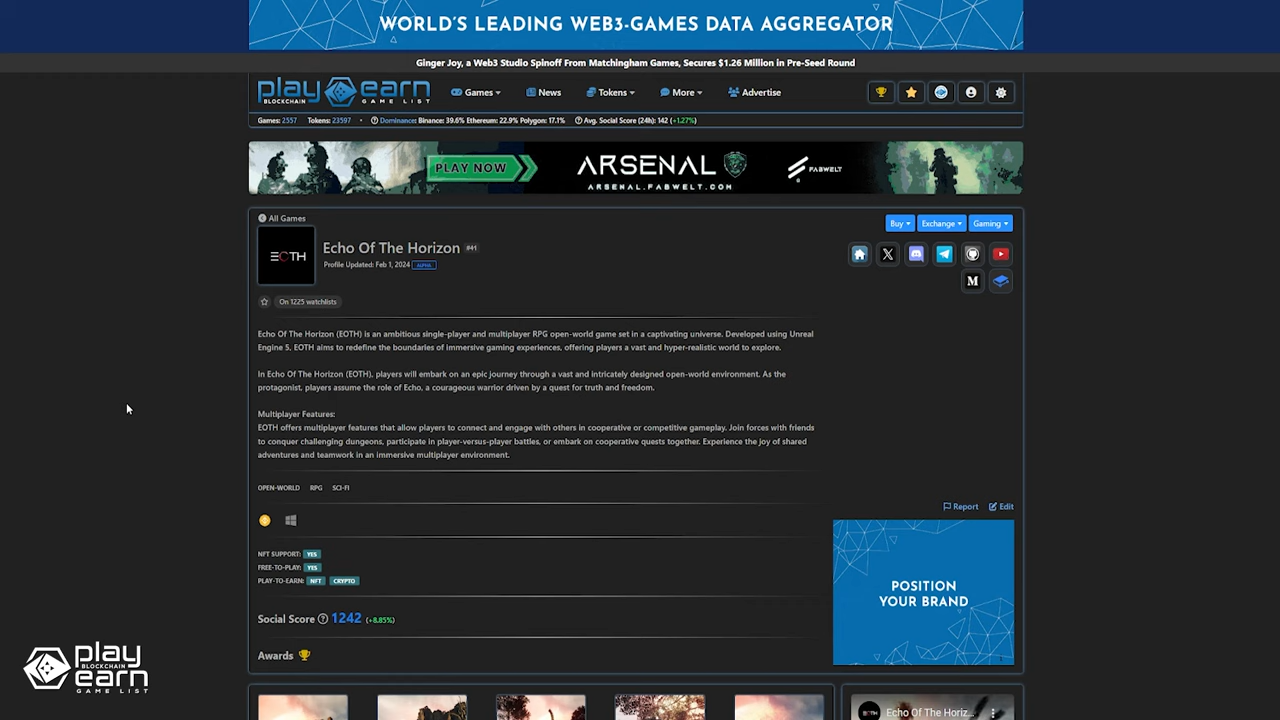 WORLD'S LEADING WEB3-GAMES DATA AGGREGATOR
Ginger Joy, a Web3 Studio Spinoff From Matchingham Games, Secures $1.26 Million in Pre-Seed Round
play earn
BLOCKCHAIN GAME LIST
Games News Tokens More Advertise
Games: 2557 Tokens: 23597 • Dominance: Binance: 39.6% Ethereum: 22.9% Polygon: 17.1% Avg. Social Score (24h): 142 (+1.27%)
PLAY NOW ARSENAL FABWELT
ARSENAL.FABWELT.COM
All Games
Buy Exchange Gaming
EOTH
Echo Of The Horizon #41
Profile Updated: Feb 1, 2024 ALPHA
On 1225 watchlists
Echo Of The Horizon (EOTH) is an ambitious single-player and multiplayer RPG open-world game set in a captivating universe. Developed using Unreal
Engine 5, EOTH aims to redefine the boundaries of immersive gaming experiences, offering players a vast and hyper-realistic world to explore.
In Echo Of The Horizon (EOTH), players will embark on an epic journey through a vast and intricately designed open-world environment. As the
protagonist, players assume the role of Echo, a courageous warrior driven by a quest for truth and freedom.
Multiplayer Features:
EOTH offers multiplayer features that allow players to connect and engage with others in cooperative or competitive gameplay. Join forces with friends
to conquer challenging dungeons, participate in player-versus-player battles, or embark on cooperative quests together. Experience the joy of shared
adventures and teamwork in an immersive multiplayer environment.
OPEN-WORLD RPG SCI-FI
Report Edit
NFT SUPPORT: YES
FREE-TO-PLAY: YES
PLAY-TO-EARN: NFT CRYPTO
POSITION
YOUR BRAND
Social Score 1242 (+8.85%)
Awards
play
BLOCKCHAIN
earn
GAME LIST
EOTH Echo Of The Horiz...